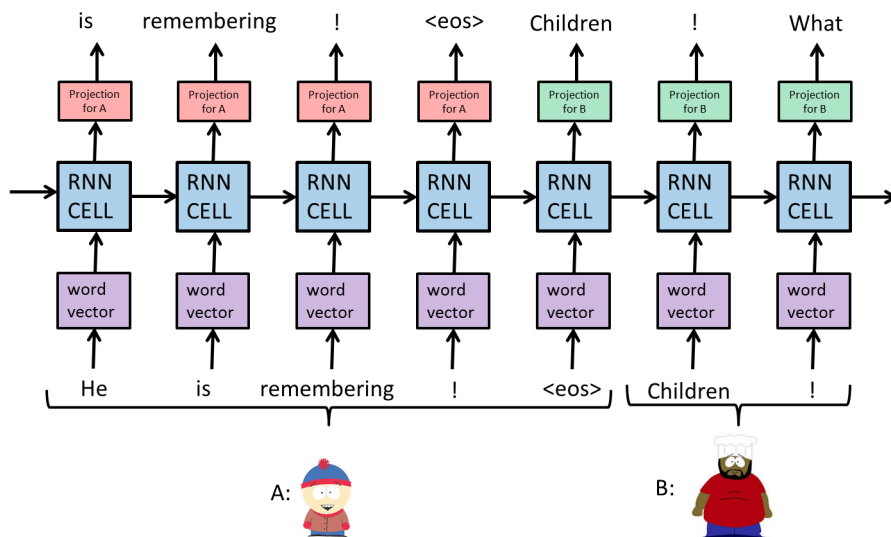 is remembering ! <eos> Children ! What
Projection for A Projection for A Projection for A Projection for A Projection for B Projection for B Projection for B
RNN CELL RNN CELL RNN CELL RNN CELL RNN CELL RNN CELL RNN CELL
word vector word vector word vector word vector word vector word vector word vector
He is remembering ! <eos> Children !
A: B: